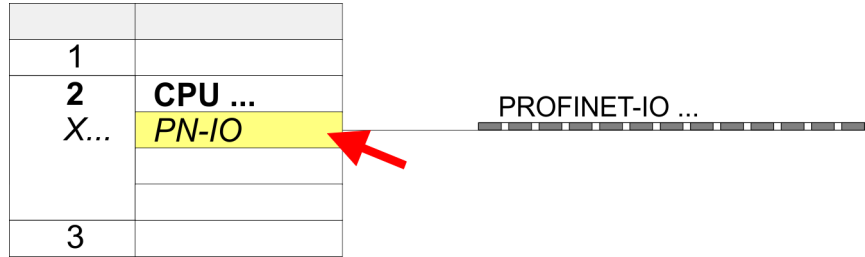 1
2 CPU ...
X... PN-IO
PROFINET-IO ...
3